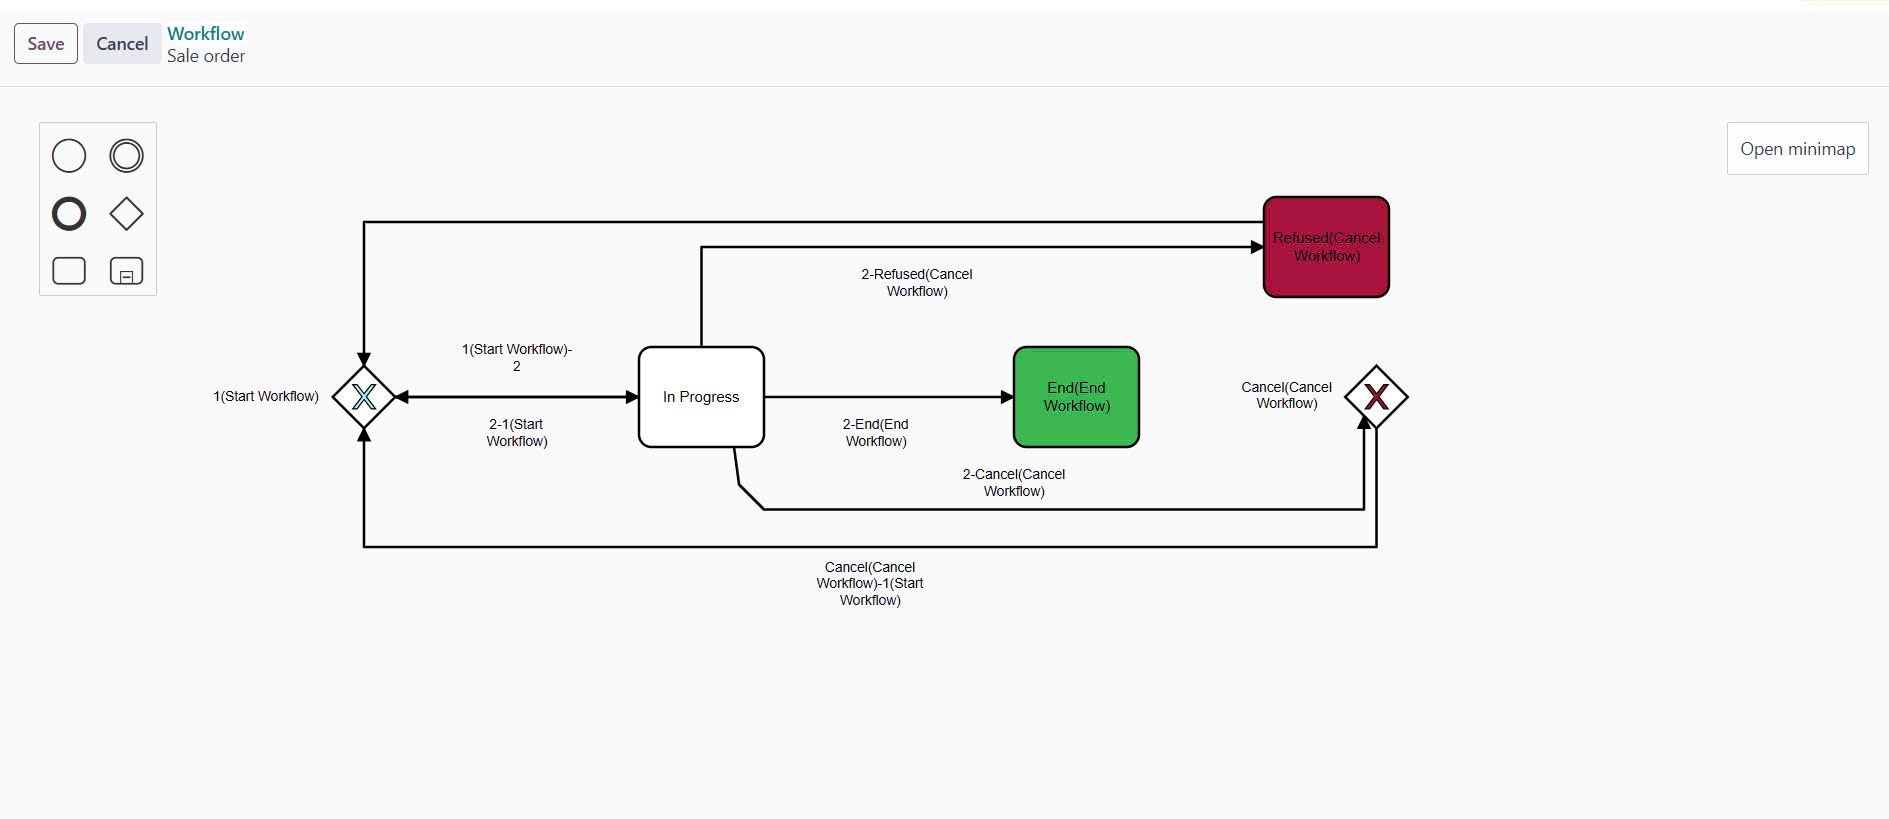 Save
Cancel
Workflow
Sale order
Open minimap
Refused(Cancel
Workflow)
2-Refused(Cancel
Workflow)
1(Start Workflow)-
2
1(Start Workflow)
In Progress
End(End
Workflow)
Cancel(Cancel
Workflow)
2-1(Start
Workflow)
2-End(End
Workflow)
2-Cancel(Cancel
Workflow)
Cancel(Cancel
Workflow)-1(Start
Workflow)